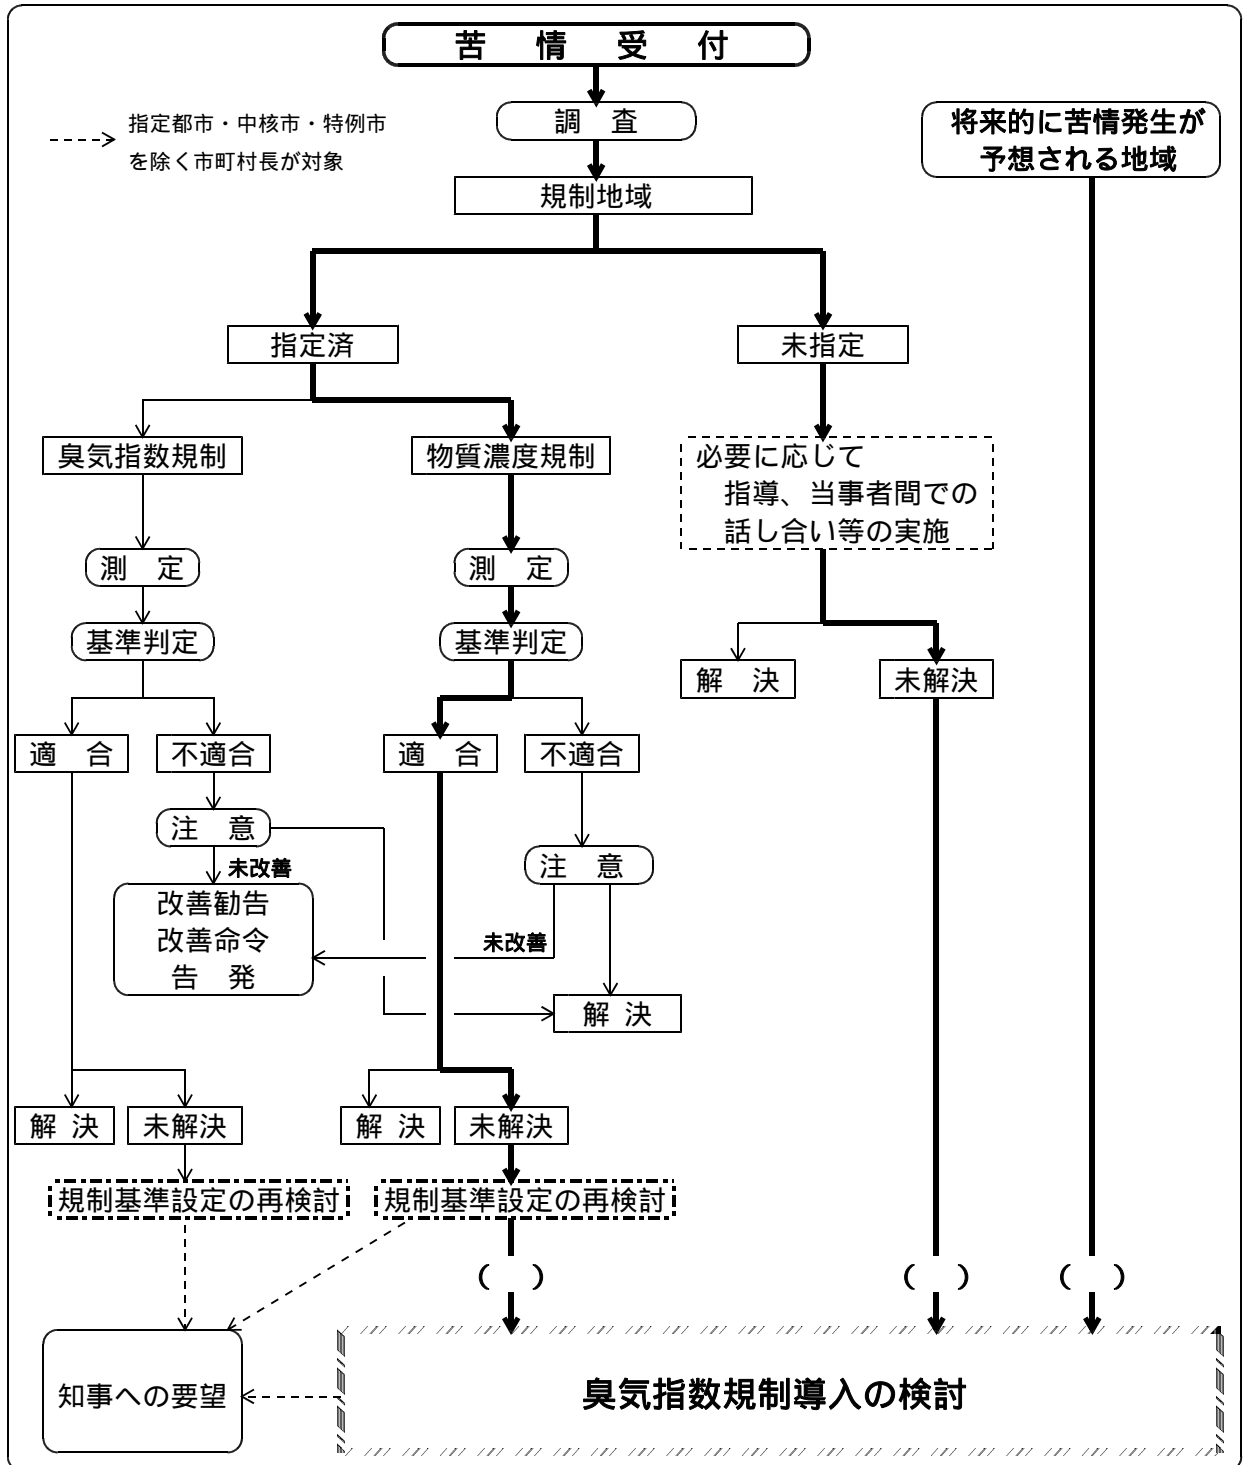 苦　情　受　付
調　査
指定都市・中核市・特例市
を除く市町村長が対象
将来的に苦情発生が
予想される地域
規制地域
指定済
未指定
臭気指数規制
物質濃度規制
必要に応じて
指導、当事者間での
話し合い等の実施
測　定
測　定
基準判定
基準判定
解　決
未解決
適　合
不適合
適　合
不適合
注　意
未改善
注　意
改善勧告
改善命令
告　発
未改善
解 決
解 決
未解決
解 決
未解決
規制基準設定の再検討
規制基準設定の再検討
(　)
(　)
(　)
知事への要望
臭気指数規制導入の検討